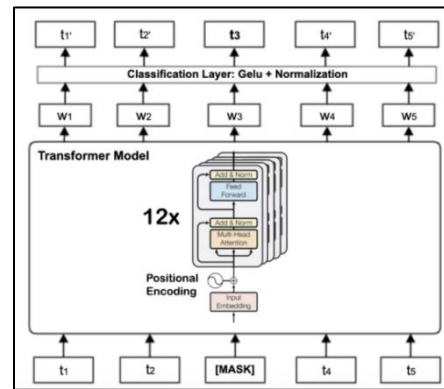 t1' t2' t3 t4' t5'
Classification Layer: Gelu + Normalization
W1 W2 W3 W4 W5
Transformer Model
12x
Add & Norm
Feed
Forward
Add & Norm
Multi-Head
Attention
Positional
Encoding
Input
Embedding
t1 t2 [MASK] t4 t5